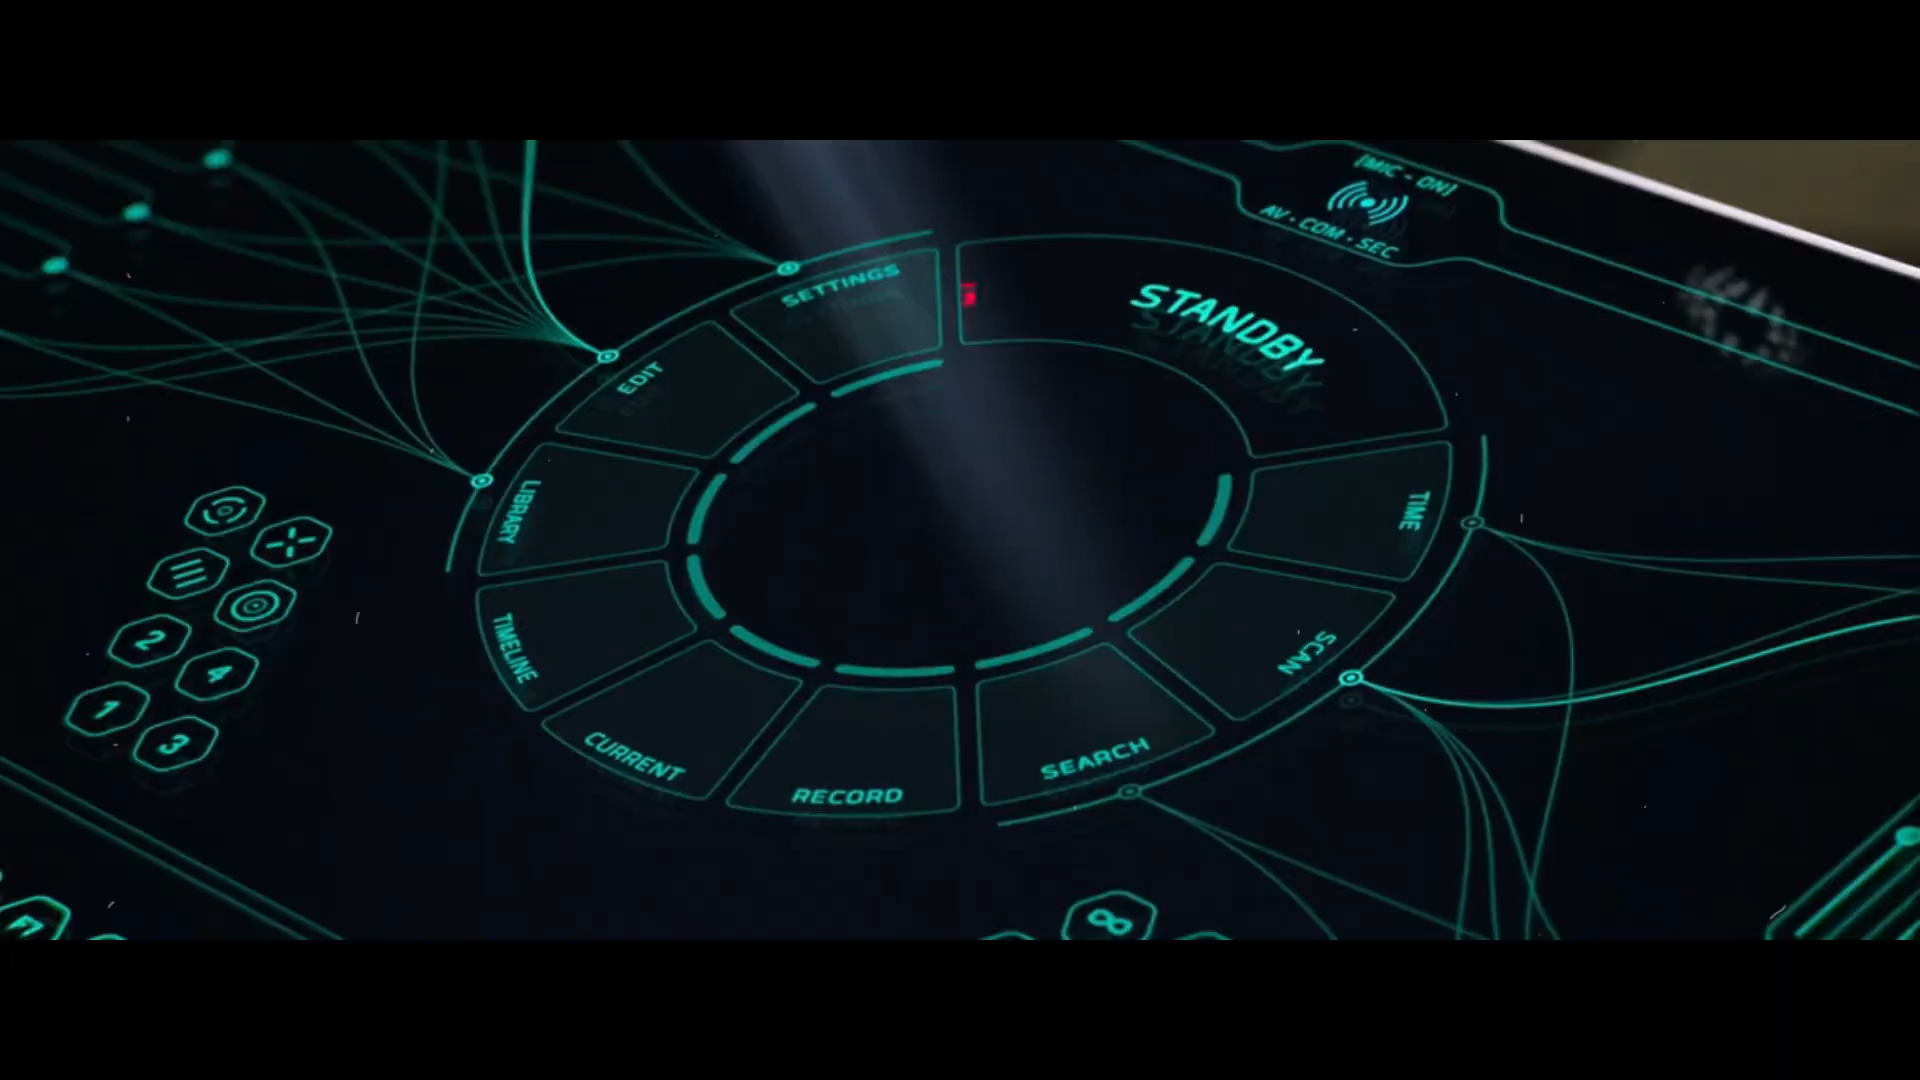 [MIC - ON]
AV • COM • SEC
STANDBY
SETTINGS
EDIT
LIBRARY
TIMELINE
CURRENT
RECORD
SEARCH
SCAN
TIME
2
4
1
3